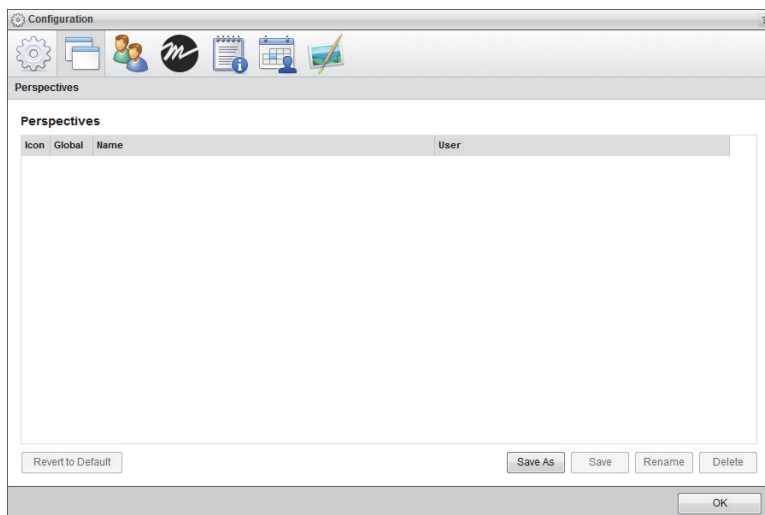 Configuration
Perspectives
Perspectives
Icon Global Name User
Revert to Default Save As Save Rename Delete
OK